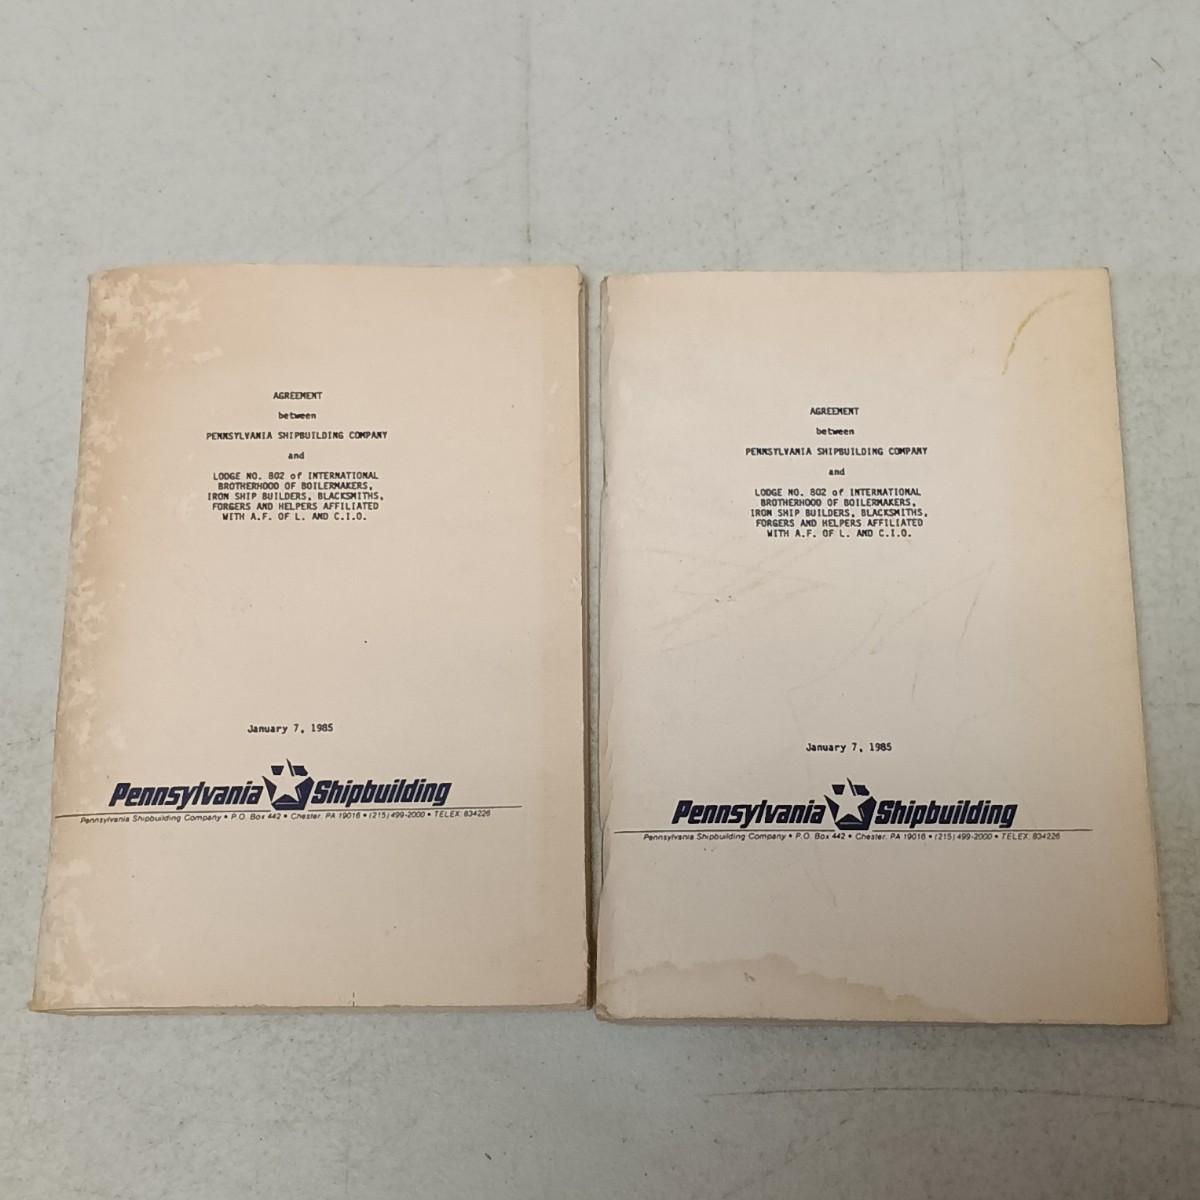 AGREEMENT
between
PENNSYLVANIA SHIPBUILDING COMPANY
and
LODGE NO. 802 of INTERNATIONAL
BROTHERHOOD OF BOILERMAKERS,
IRON SHIP BUILDERS, BLACKSMITHS,
FORGERS AND HELPERS AFFILIATED
WITH A.F. OF L. AND C.I.O.
January 7, 1985
Pennsylvania Shipbuilding
Pennsylvania Shipbuilding Company • P.O. Box 442 • Chester, PA 19016 • (215) 499-2000 • TELEX: 834226
AGREEMENT
between
PENNSYLVANIA SHIPBUILDING COMPANY
and
LODGE NO. 802 of INTERNATIONAL
BROTHERHOOD OF BOILERMAKERS,
IRON SHIP BUILDERS, BLACKSMITHS,
FORGERS AND HELPERS AFFILIATED
WITH A.F. OF L. AND C.I.O.
January 7, 1985
Pennsylvania Shipbuilding
Pennsylvania Shipbuilding Company • P.O. Box 442 • Chester, PA 19016 • (215) 499-2000 • TELEX: 834226